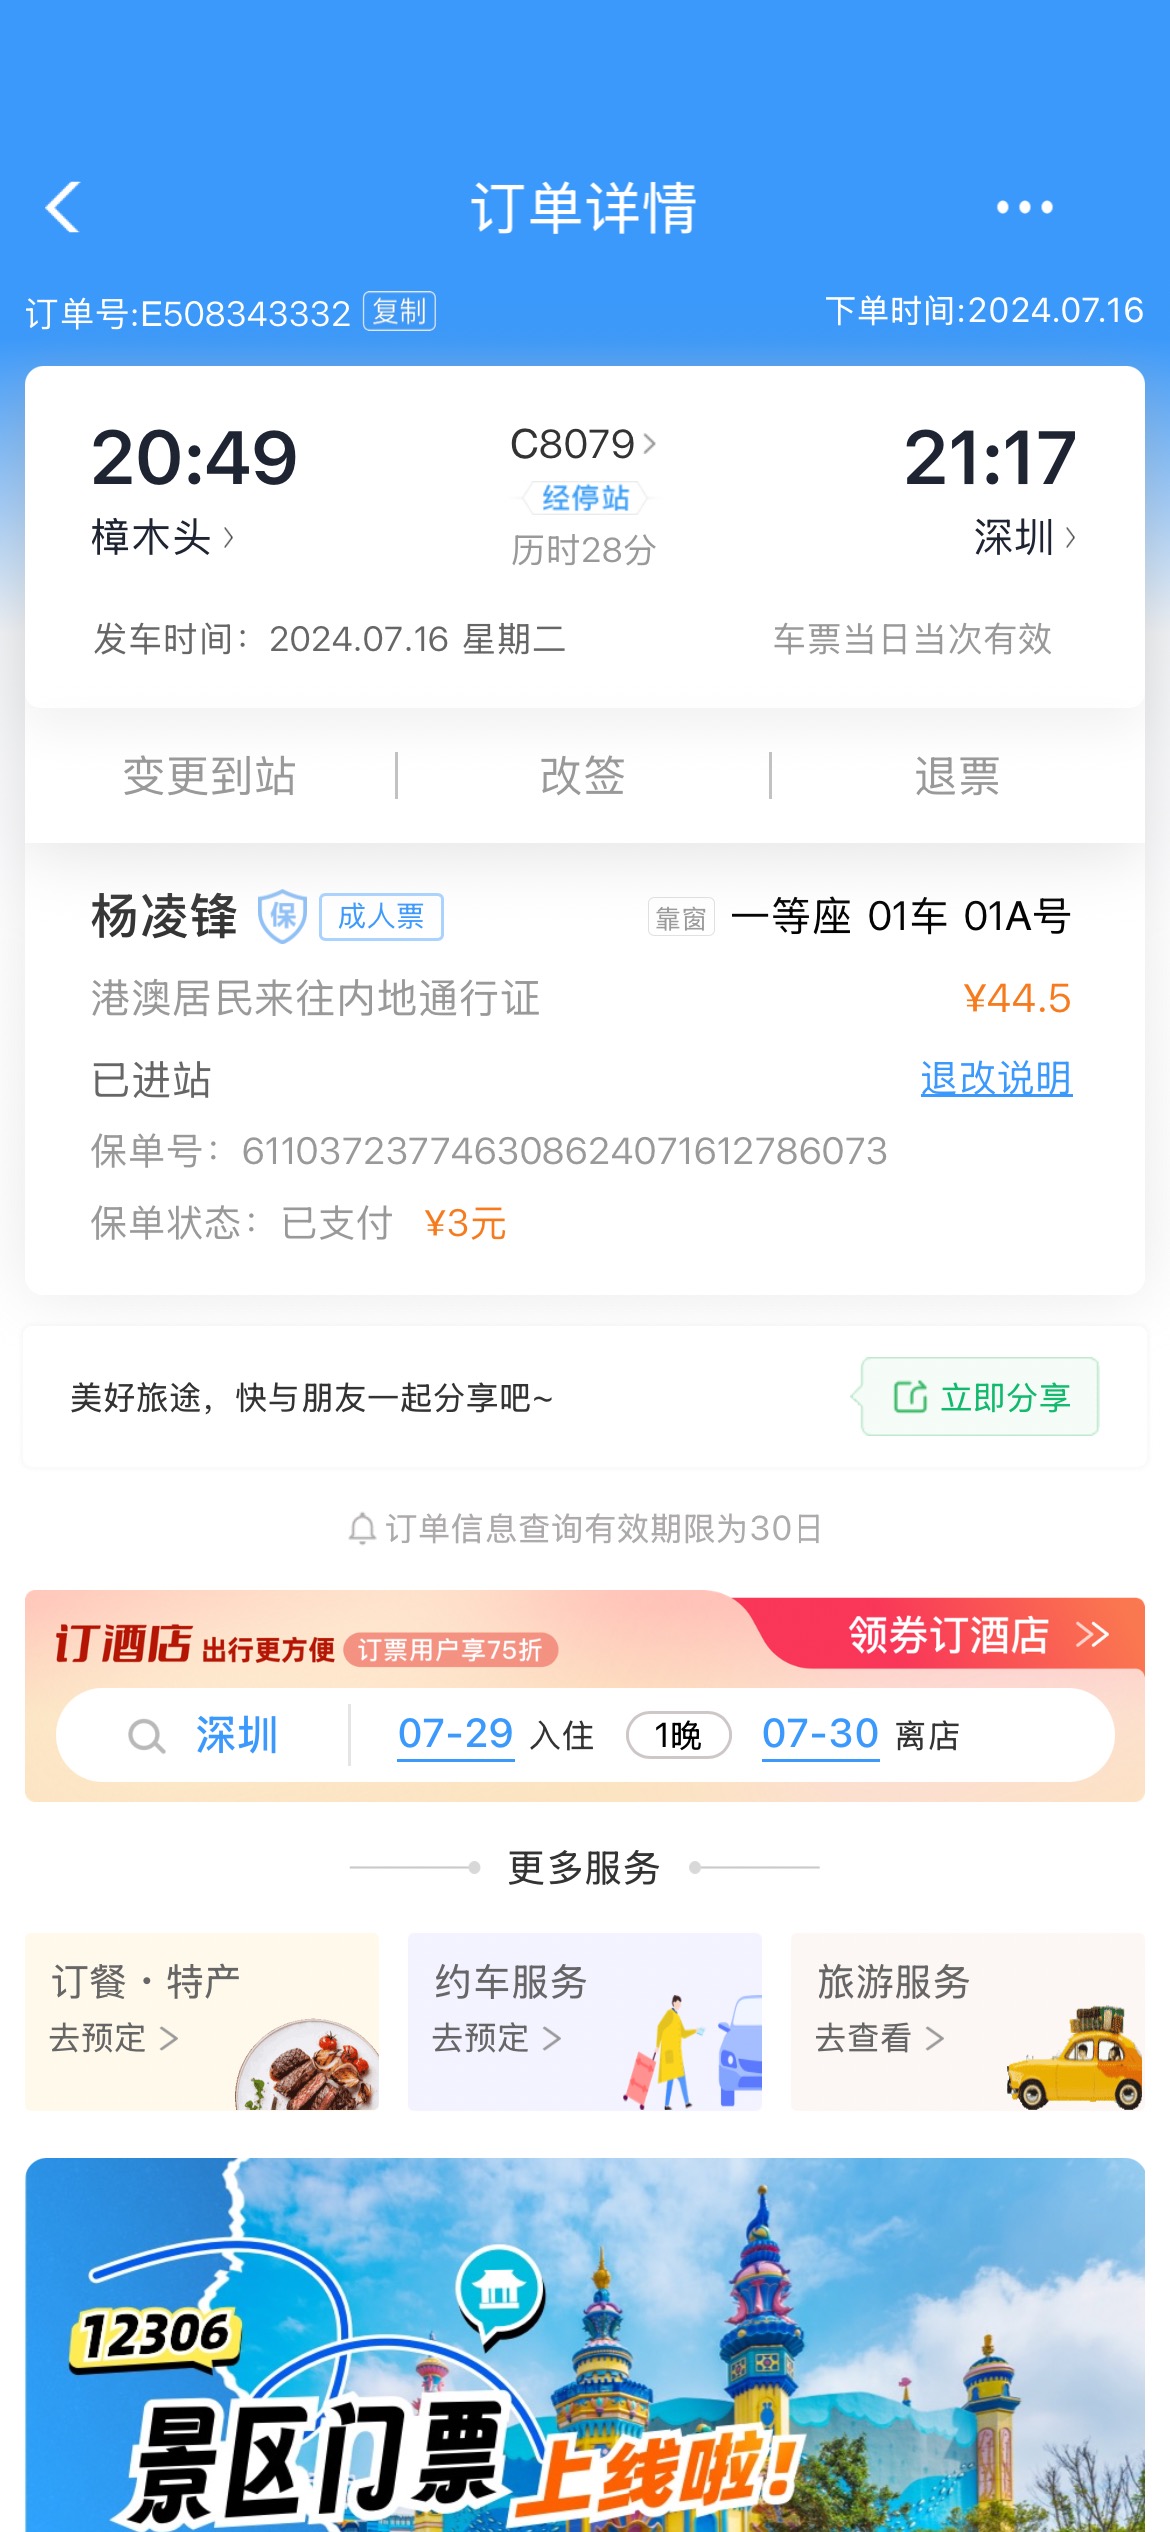 订单详情
订单号:E508343332 复制 下单时间:2024.07.16
20:49 C8079 21:17
经停站
樟木头 深圳
历时28分
发车时间：2024.07.16 星期二 车票当日当次有效
变更到站 改签 退票
杨凌锋 保 成人票 靠窗 一等座 01车 01A号
港澳居民来往内地通行证 ¥44.5
已进站 退改说明
保单号：611037237746308624071612786073
保单状态：已支付 ¥3元
美好旅途，快与朋友一起分享吧~ 立即分享
订单信息查询有效期限为30日
订酒店 出行更方便 订票用户享75折 领券订酒店
深圳 07-29 入住 1晚 07-30 离店
更多服务
订餐·特产 约车服务 旅游服务
去预定 去预定 去查看
12306
景区门票上线啦！